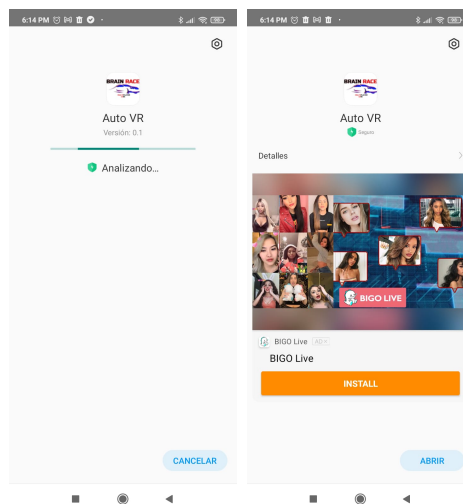 6:14 PM
BRAIN RACE
Auto VR
Versión: 0.1
Analizando...
CANCELAR
6:14 PM
BRAIN RACE
Auto VR
Seguro
Detalles
BIGO LIVE
BIGO Live AD
BIGO Live
INSTALL
ABRIR